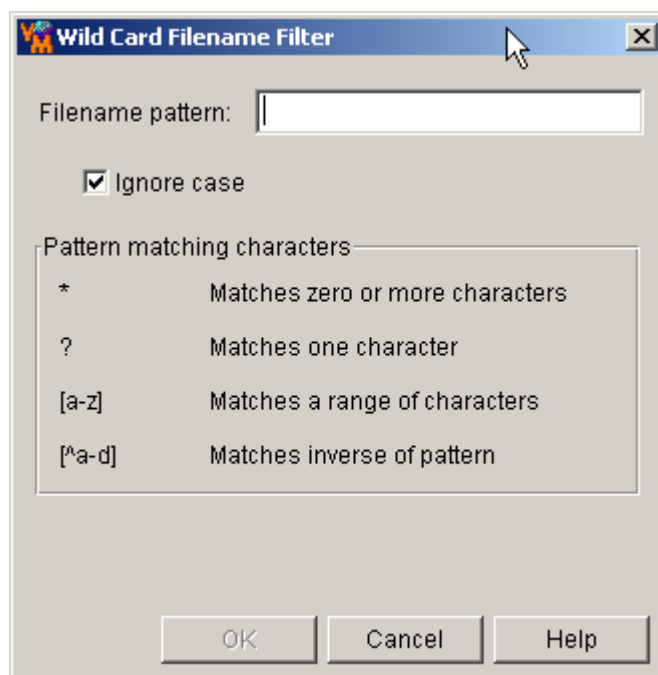 VM Wild Card Filename Filter
Filename pattern:
Ignore case
Pattern matching characters
* Matches zero or more characters
? Matches one character
[a-z] Matches a range of characters
[^a-d] Matches inverse of pattern
OK Cancel Help